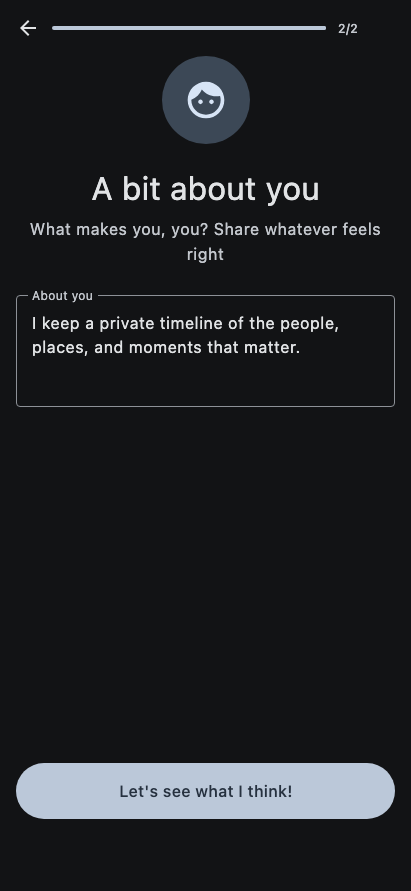 2/2
A bit about you
What makes you, you? Share whatever feels
right
About you
I keep a private timeline of the people,
places, and moments that matter.
Let's see what I think!